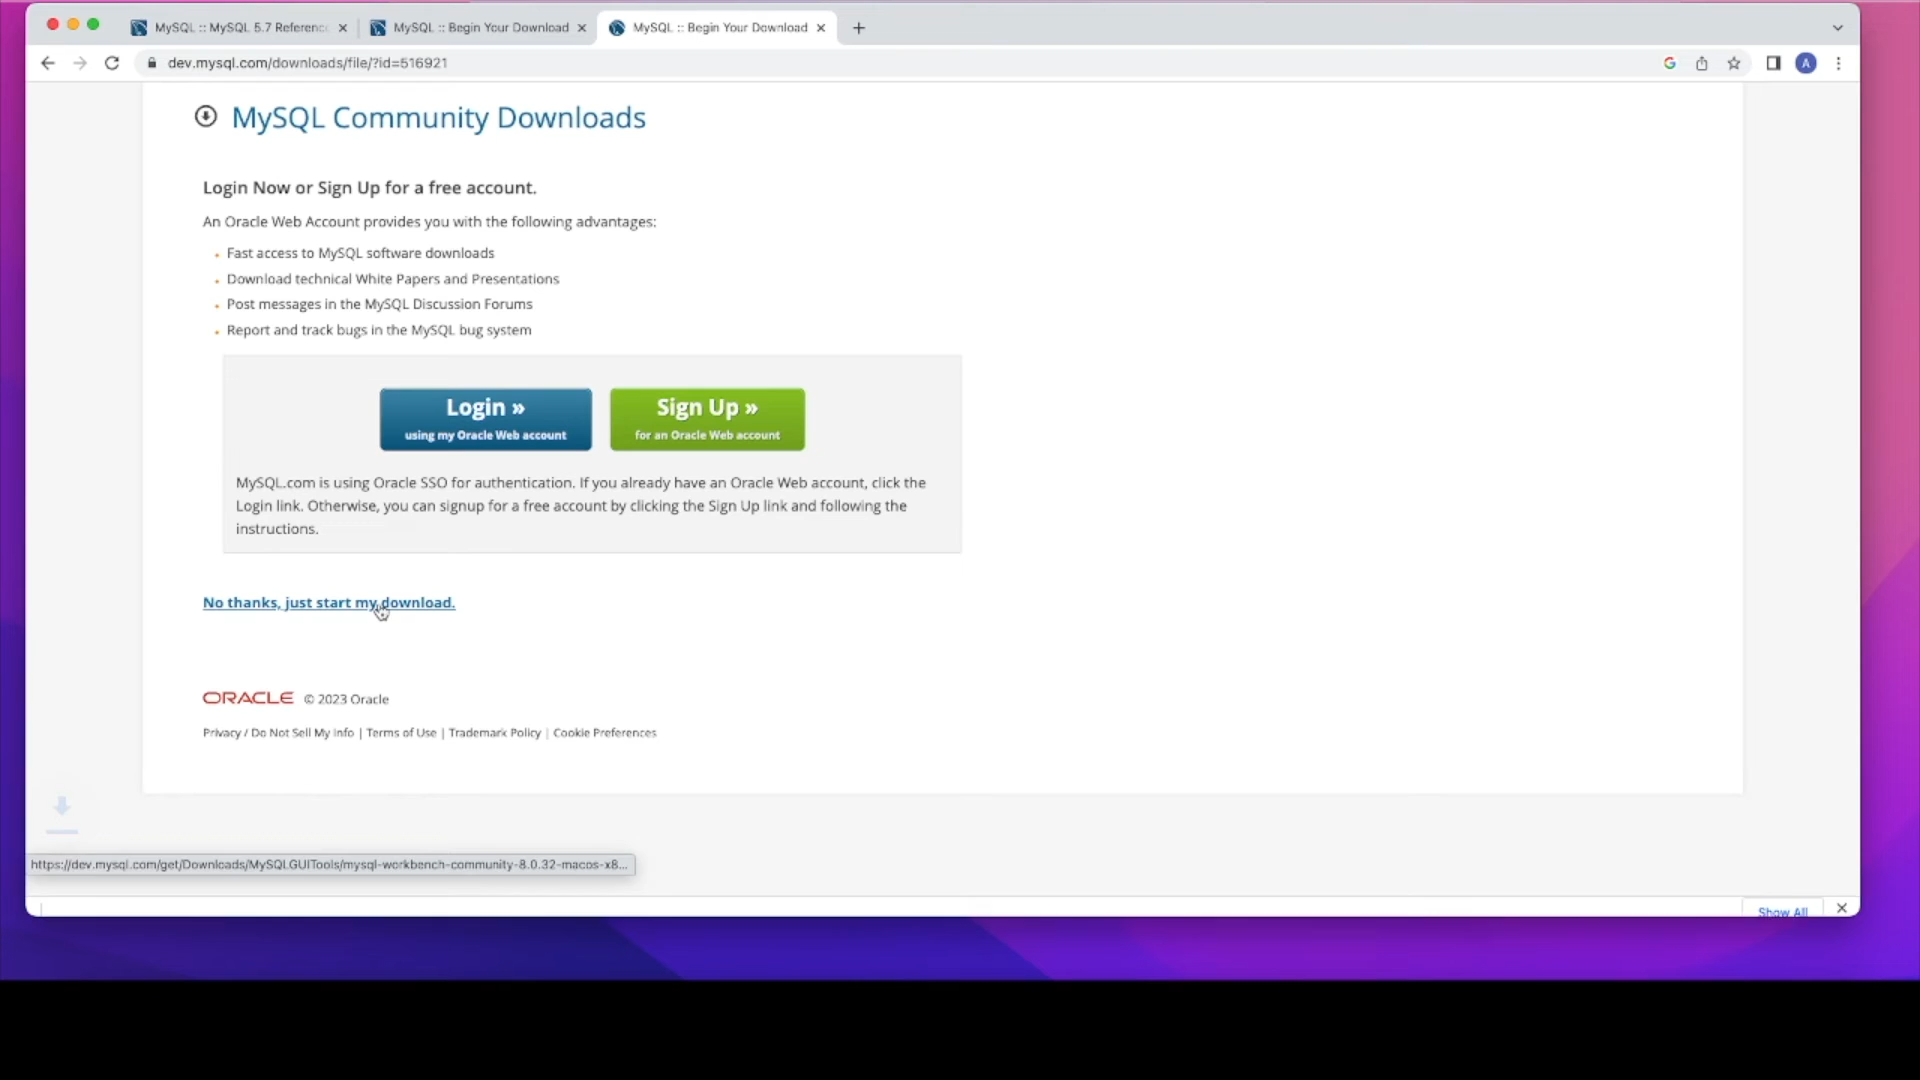 MySQL :: MySQL 5.7 Referenc
MySQL :: Begin Your Download
MySQL :: Begin Your Download
dev.mysql.com/downloads/file/?id=516921
A
MySQL Community Downloads
Login Now or Sign Up for a free account.
An Oracle Web Account provides you with the following advantages:
Fast access to MySQL software downloads
Download technical White Papers and Presentations
Post messages in the MySQL Discussion Forums
Report and track bugs in the MySQL bug system
Login »
using my Oracle Web account
Sign Up »
for an Oracle Web account
MySQL.com is using Oracle SSO for authentication. If you already have an Oracle Web account, click the
Login link. Otherwise, you can signup for a free account by clicking the Sign Up link and following the
instructions.
No thanks, just start my download.
ORACLE © 2023 Oracle
Privacy / Do Not Sell My Info | Terms of Use | Trademark Policy | Cookie Preferences
https://dev.mysql.com/get/Downloads/MySQLGUITools/mysql-workbench-community-8.0.32-macos-x8...
Show All